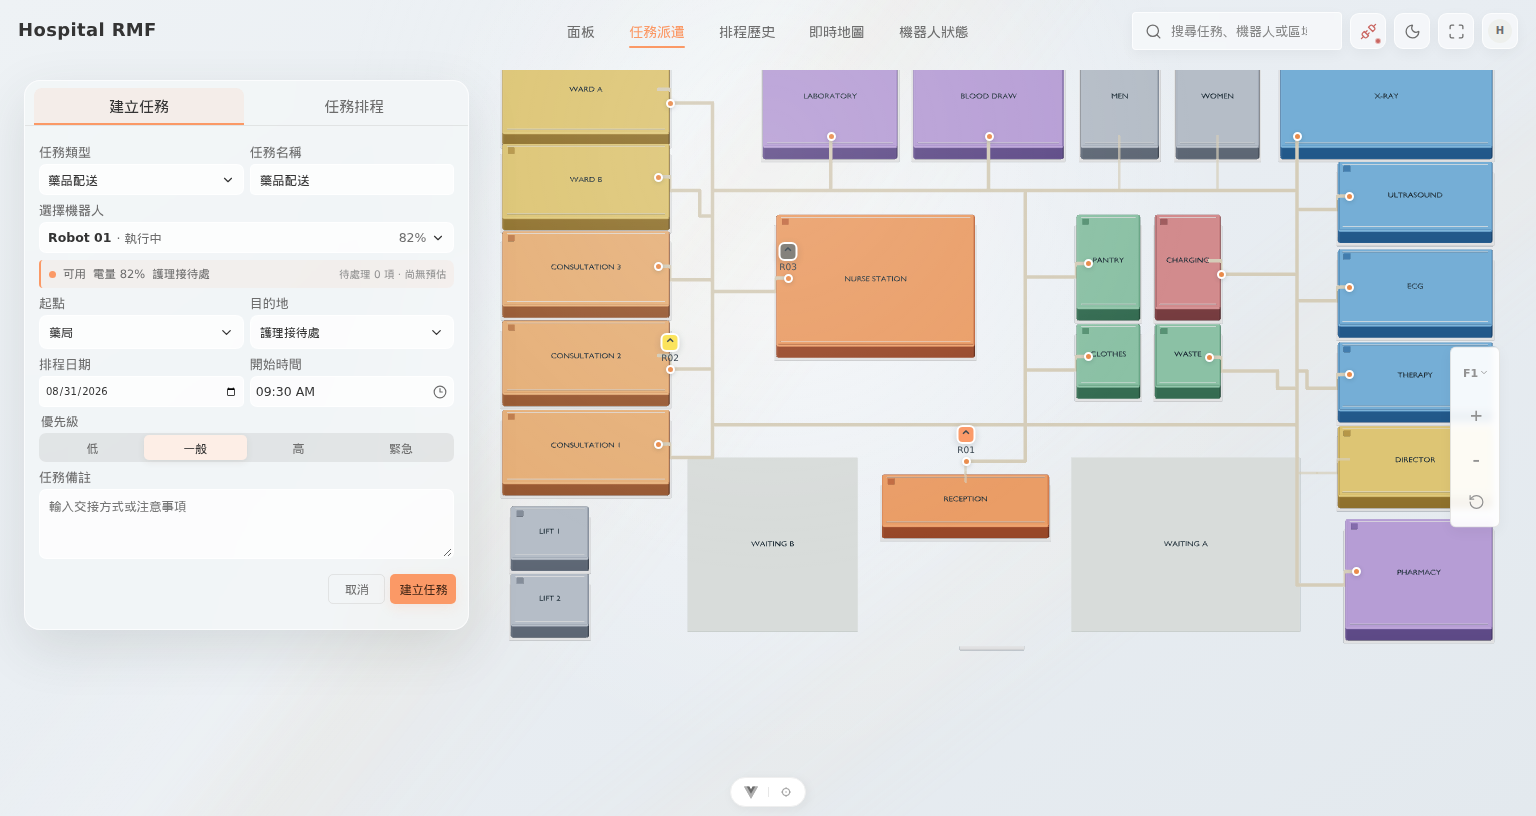 Hospital RMF
面板
任務派遣
排程歷史
即時地圖
機器人狀態
搜尋任務、機器人或區
H
建立任務
任務排程
任務類型
任務名稱
藥品配送
藥品配送
選擇機器人
Robot 01 · 執行中
82%
可用 電量 82% 護理接待處
待處理 0 項 · 尚無預估
起點
目的地
藥局
護理接待處
排程日期
開始時間
08/31/2026
09:30 AM
優先級
低
一般
高
緊急
任務備註
輸入交接方式或注意事項
取消
建立任務
WARD A
WARD B
CONSULTATION 3
CONSULTATION 2
CONSULTATION 1
LIFT 1
LIFT 2
LABORATORY
BLOOD DRAW
MEN
WOMEN
X-RAY
ULTRASOUND
ECG
THERAPY
DIRECTOR
PHARMACY
NURSE STATION
PANTRY
CHARGING
CLOTHES
WASTE
R03
R02
R01
RECEPTION
WAITING B
WAITING A
F1
+
-